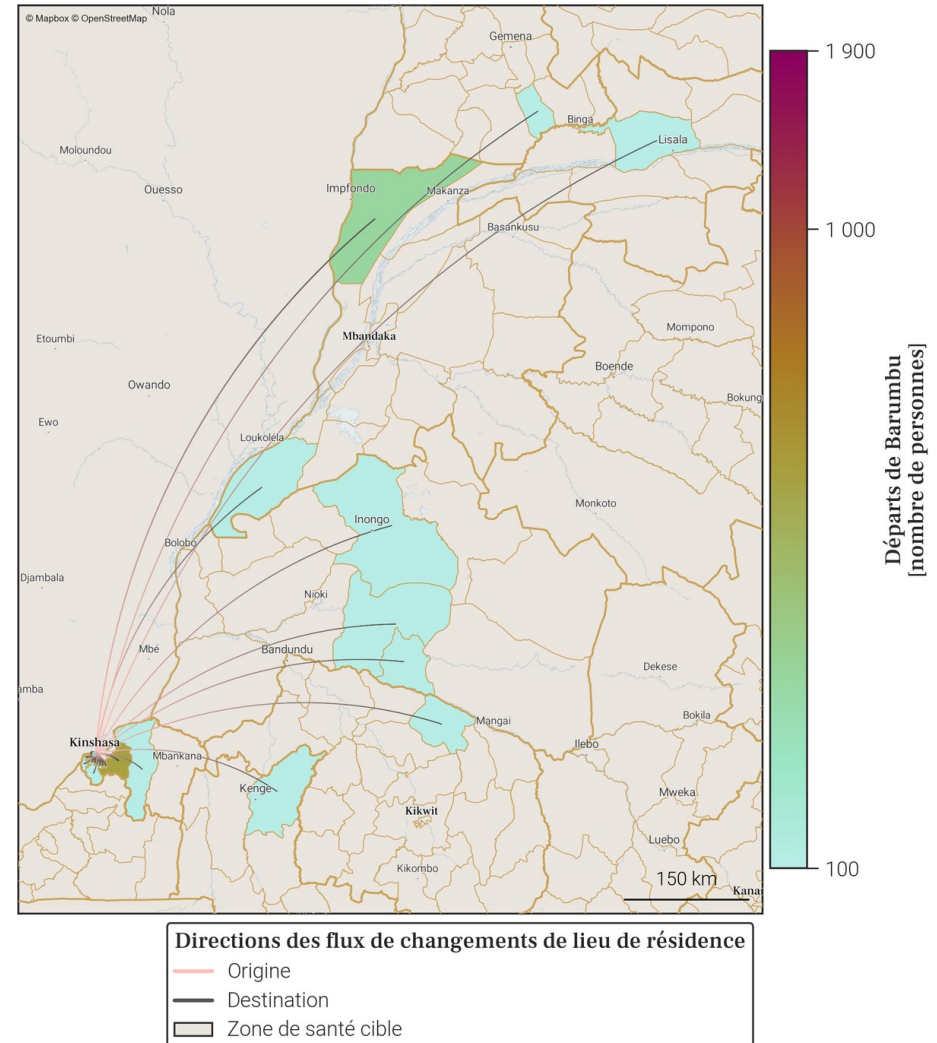 © Mapbox © OpenStreetMap
Nola
Gemena
Binga
Lisala
Moloundou
Ouesso
Impfondo
Makanza
Basankusu
Etoumbi
Mbandaka
Mompono
Owando
Boende
Bokung
Ewo
Loukoléla
Inongo
Monkoto
Bolobo
Djambala
Nioki
Mbé
Bandundu
Dekese
amba
Bokila
Mangai
Kinshasa
Mbankana
Ilebo
Kenge
Mweka
Kikwit
Luebo
Kikombo
150 km
Kanan
1 900
1 000
100
Départs de Barumbu
[nombre de personnes]
Directions des flux de changements de lieu de résidence
Origine
Destination
Zone de santé cible